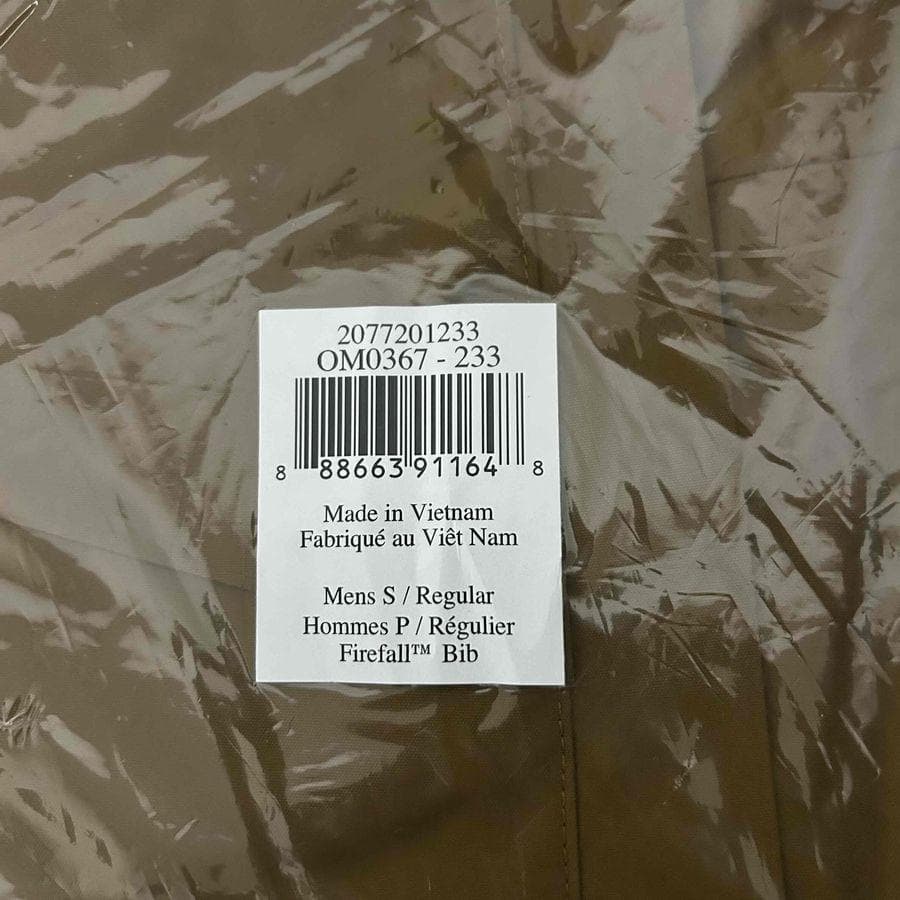 2077201233
OM0367 - 233
8 88663 91164 8
Made in Vietnam
Fabriqué au Viêt Nam
Mens S / Regular
Hommes P / Régulier
Firefall™ Bib